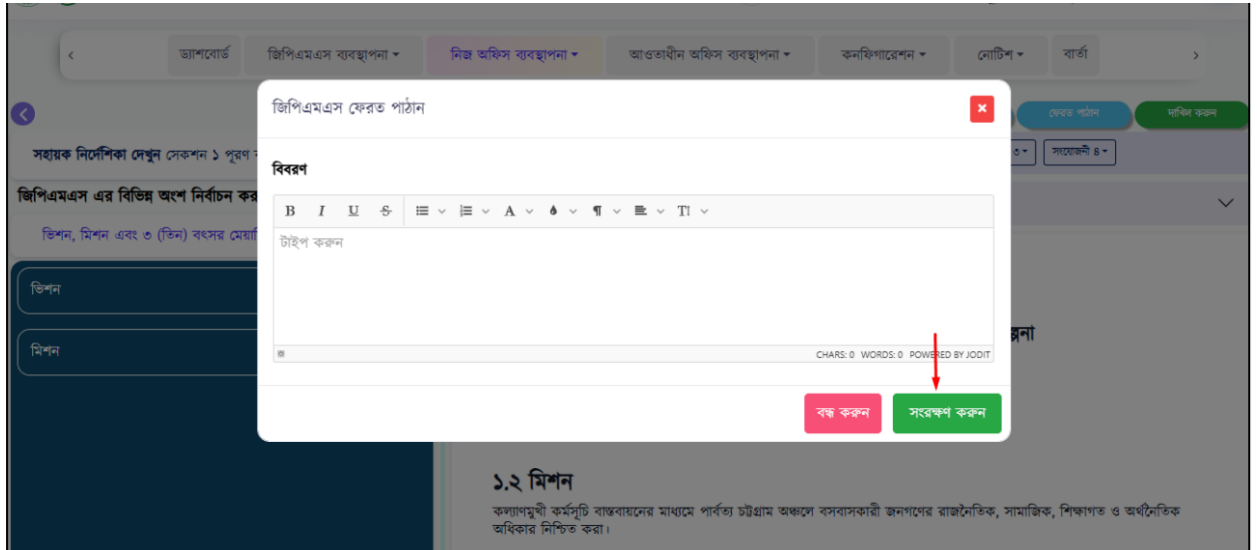 ড্যাশবোর্ড জিপিএমএস ব্যবস্থাপনা নিজ অফিস ব্যবস্থাপনা আওতাধীন অফিস ব্যবস্থাপনা কনফিগারেশন নোটিশ বার্তা
জিপিএমএস ফেরত পাঠান
ফেরত পাঠান দাখিল করুন
সহায়ক নির্দেশিকা দেখুন সেকশন ১ পূরণ
৩ সংযোজনী ৪
বিবরণ
জিপিএমএস এর বিভিন্ন অংশ নির্বাচন কর
B I U S A ¶ TI
ভিশন, মিশন এবং ৩ (তিন) বৎসর মেয়াদি
টাইপ করুন
ভিশন
মিশন
CHARS: 0 WORDS: 0 POWERED BY JODIT
বন্ধ করুন সংরক্ষণ করুন
১.২ মিশন
কল্যাণমুখী কর্মসূচি বাস্তবায়নের মাধ্যমে পার্বত্য চট্টগ্রাম অঞ্চলে বসবাসকারী জনগণের রাজনৈতিক, সামাজিক, শিক্ষাগত ও অর্থনৈতিক
অধিকার নিশ্চিত করা।